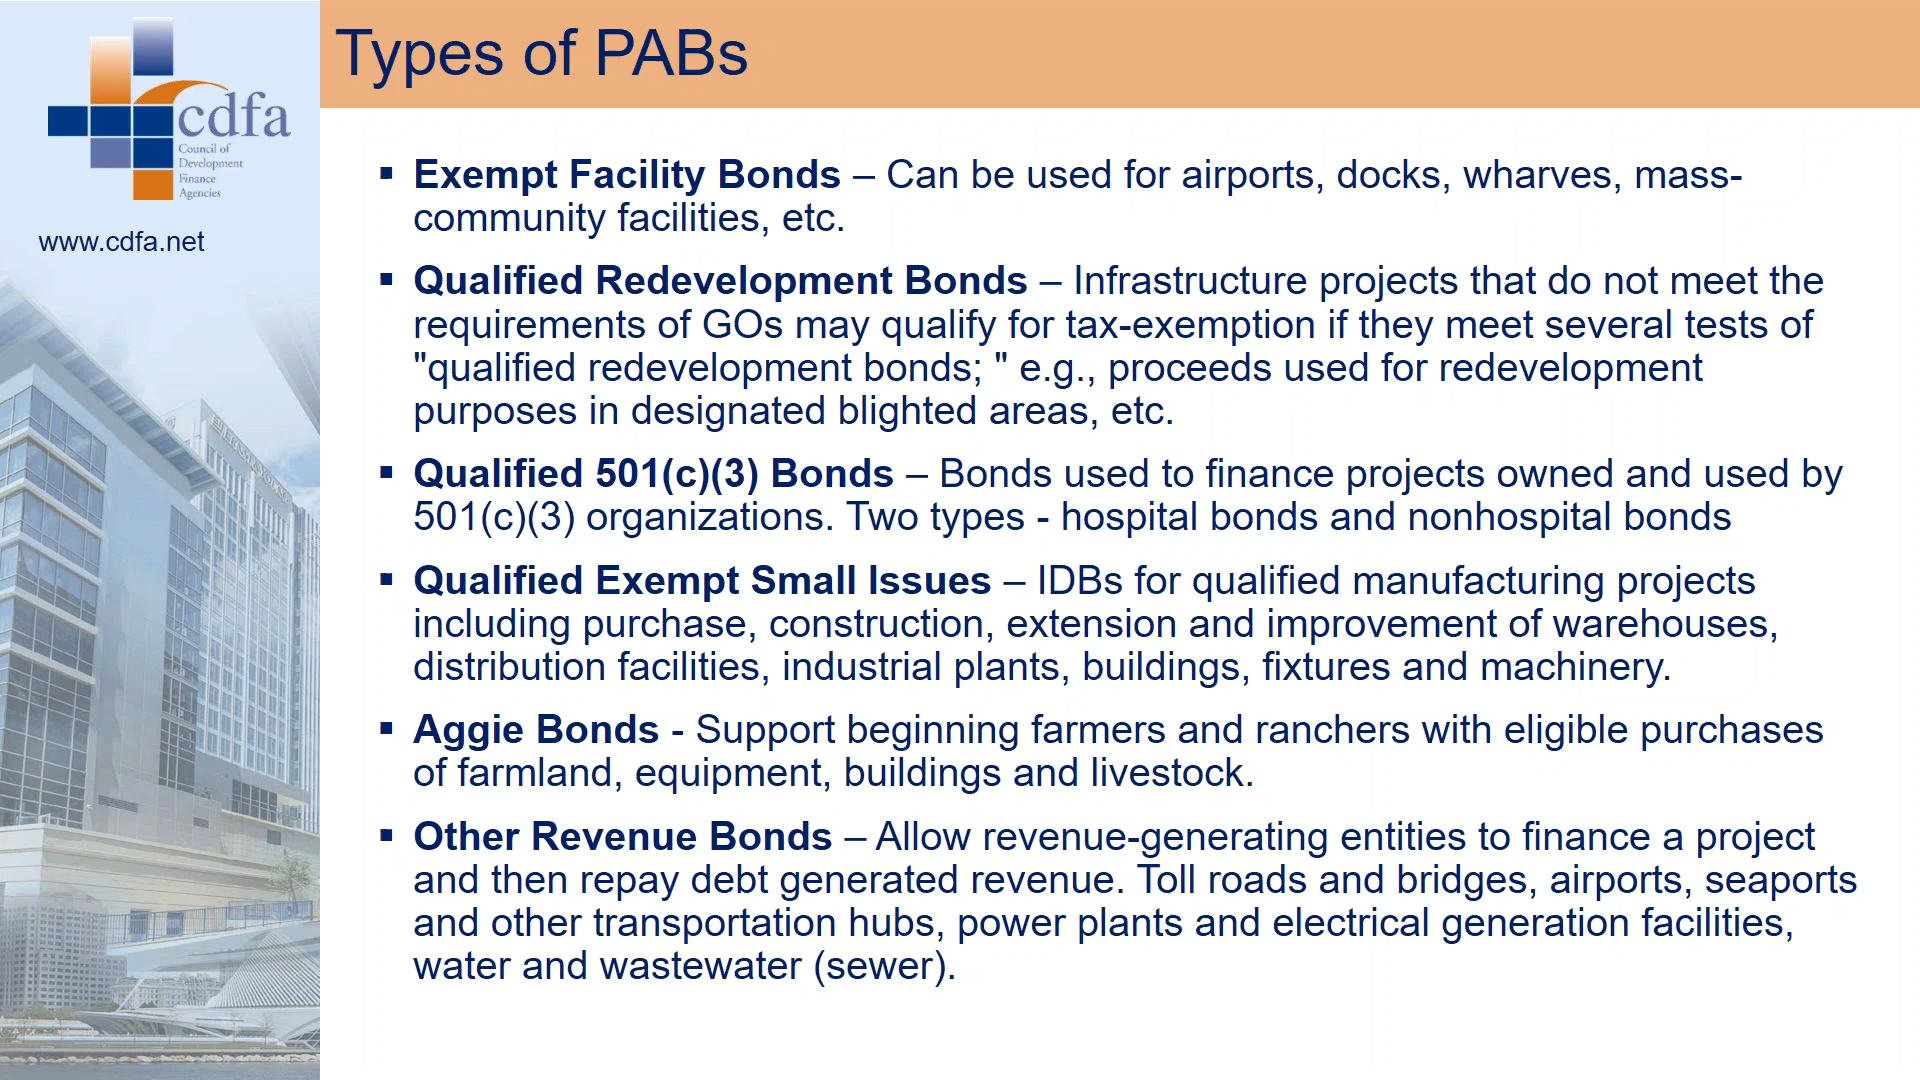 Types of PABs
cdfa
Council of
Development
Finance
Agencies
www.cdfa.net
▪ Exempt Facility Bonds – Can be used for airports, docks, wharves, mass-
community facilities, etc.
▪ Qualified Redevelopment Bonds – Infrastructure projects that do not meet the
requirements of GOs may qualify for tax-exemption if they meet several tests of
"qualified redevelopment bonds; " e.g., proceeds used for redevelopment
purposes in designated blighted areas, etc.
▪ Qualified 501(c)(3) Bonds – Bonds used to finance projects owned and used by
501(c)(3) organizations. Two types - hospital bonds and nonhospital bonds
▪ Qualified Exempt Small Issues – IDBs for qualified manufacturing projects
including purchase, construction, extension and improvement of warehouses,
distribution facilities, industrial plants, buildings, fixtures and machinery.
▪ Aggie Bonds - Support beginning farmers and ranchers with eligible purchases
of farmland, equipment, buildings and livestock.
▪ Other Revenue Bonds – Allow revenue-generating entities to finance a project
and then repay debt generated revenue. Toll roads and bridges, airports, seaports
and other transportation hubs, power plants and electrical generation facilities,
water and wastewater (sewer).